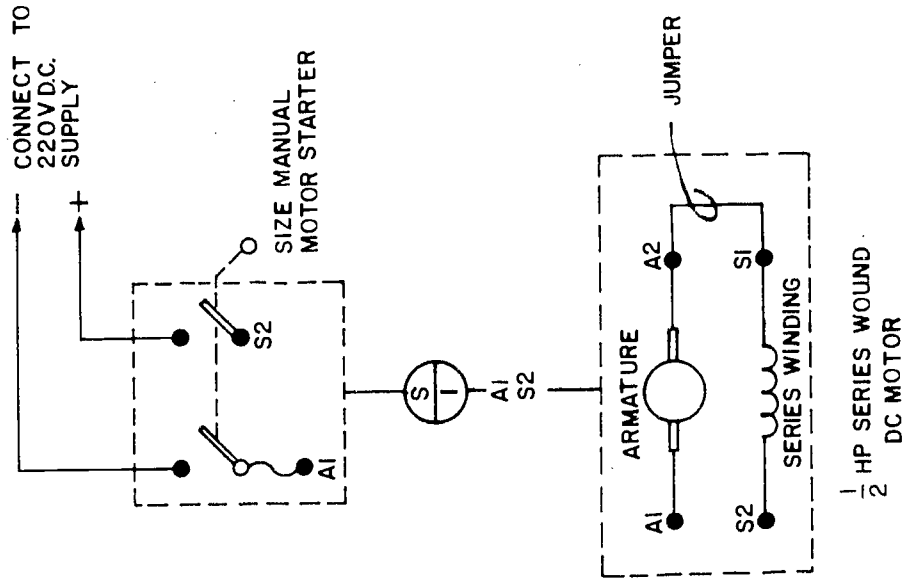 — CONNECT TO
220V D.C.
SUPPLY
+
SIZE MANUAL
MOTOR STARTER
S2
A1
S
1
A1
S2
JUMPER
ARMATURE
A1
A2
S2
S1
SERIES WINDING
1/2 HP SERIES WOUND
DC MOTOR